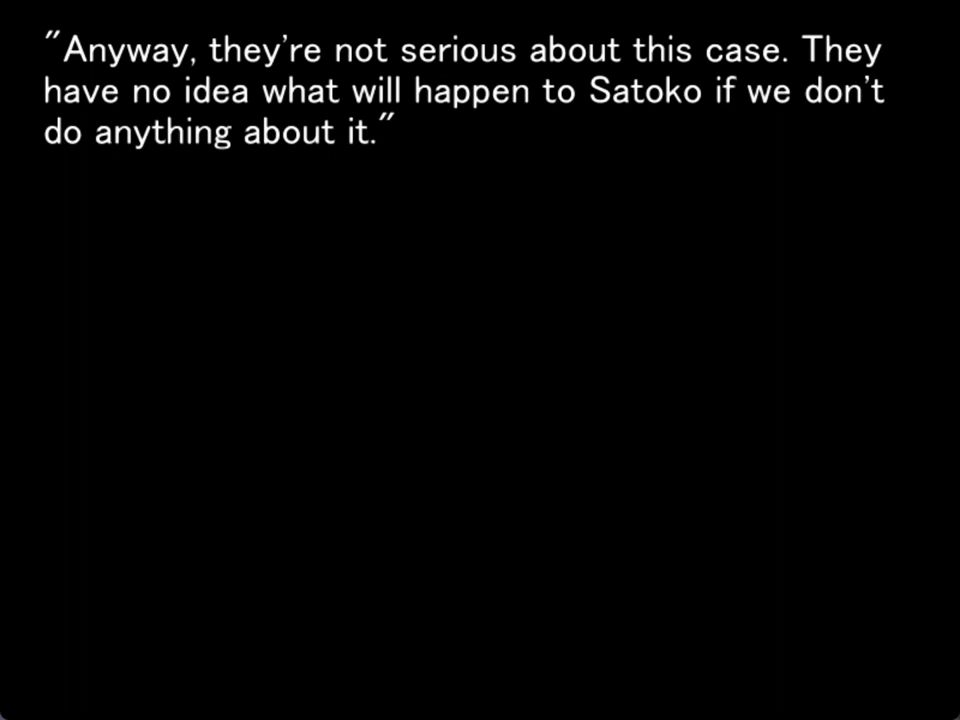 "Anyway, they're not serious about this case. They
have no idea what will happen to Satoko if we don't
do anything about it."